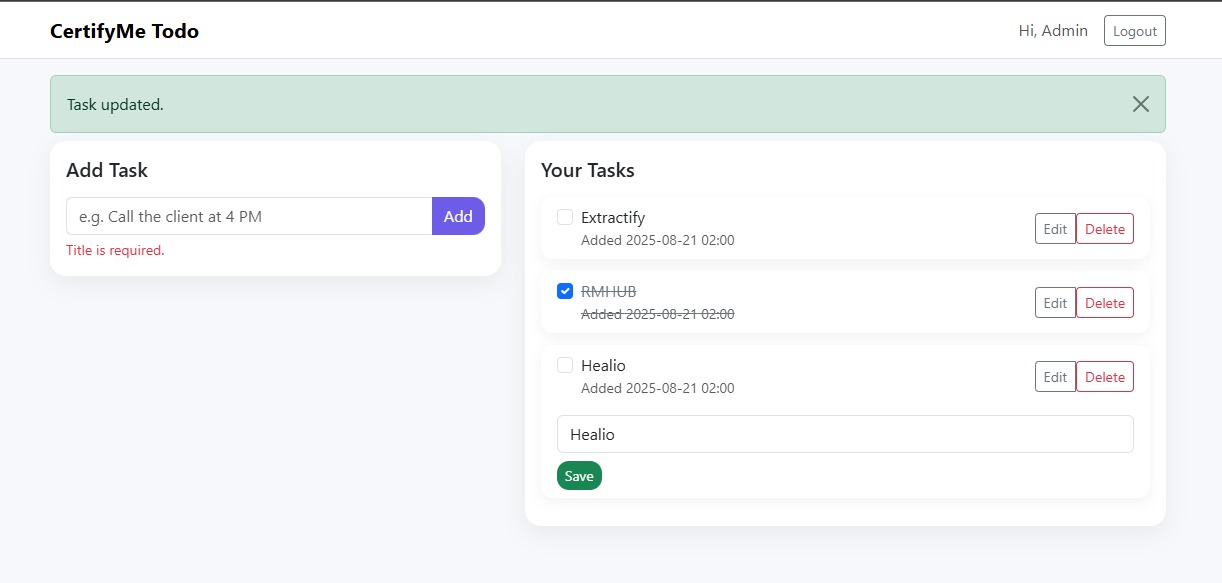 CertifyMe Todo
Hi, Admin
Logout
Task updated.
Add Task
e.g. Call the client at 4 PM
Add
Title is required.
Your Tasks
Extractify
Added 2025-08-21 02:00
Edit
Delete
RMHUB
Added 2025-08-21 02:00
Edit
Delete
Healio
Added 2025-08-21 02:00
Edit
Delete
Healio
Save